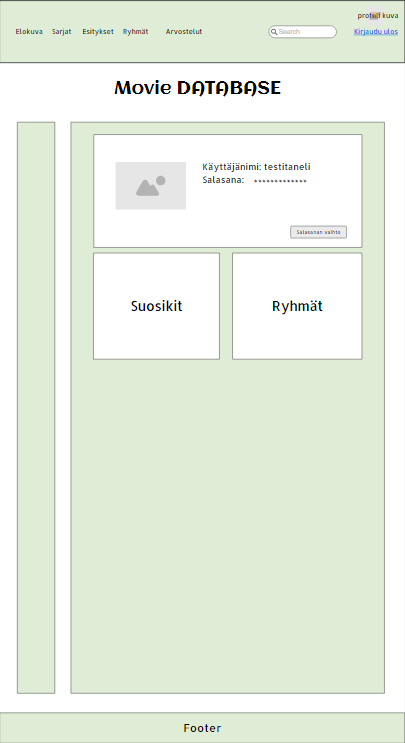 kuva
Elokuva Sarjat Esitykset Ryhmät Arvostelut Search Kirjaudu ulos
Movie DATABASE
Käyttäjänimi: testitaneli
Salasana: *************
Salasanan vaihto
Suosikit Ryhmät
Footer